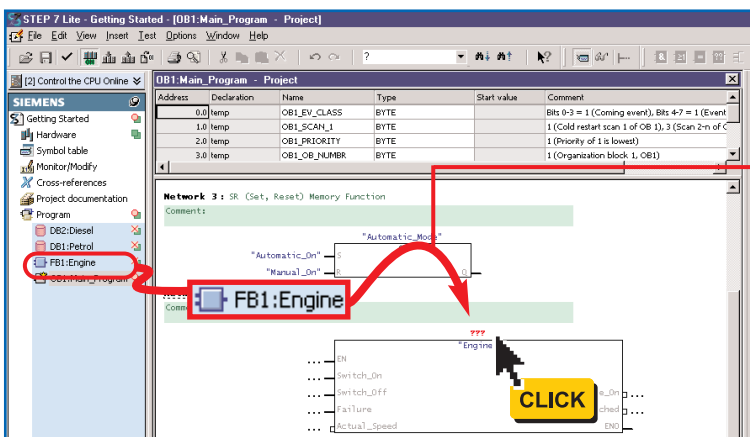 STEP 7 Lite - Getting Started - [OB1:Main_Program - Project]
File Edit View Insert Test Options Window Help
?
[2] Control the CPU Online
OB1:Main_Program - Project
SIEMENS
Address Declaration Name Type Start value Comment
0.0 temp OB1_EV_CLASS BYTE Bits 0-3 = 1 (Coming event), Bits 4-7 = 1 (Event
1.0 temp OB1_SCAN_1 BYTE 1 (Cold restart scan 1 of OB 1), 3 (Scan 2-n of
2.0 temp OB1_PRIORITY BYTE 1 (Priority of 1 is lowest)
3.0 temp OB1_OB_NUMBR BYTE 1 (Organization block 1, OB1)
Getting Started
Hardware
Symbol table
Monitor/Modify
Cross-references
Project documentation
Program
DB2:Diesel
DB1:Petrol
FB1:Engine
OB1:Main_Program
Network 3 : SR (Set, Reset) Memory Function
Comment:
"Automatic_Mode"
"Automatic_On" S
"Manual_On" R Q
FB1:Engine
Comme
???
"Engine
... EN
... Switch_On
... Switch_Off e_On ...
... Failure ched ...
... Actual_Speed ENO
CLICK